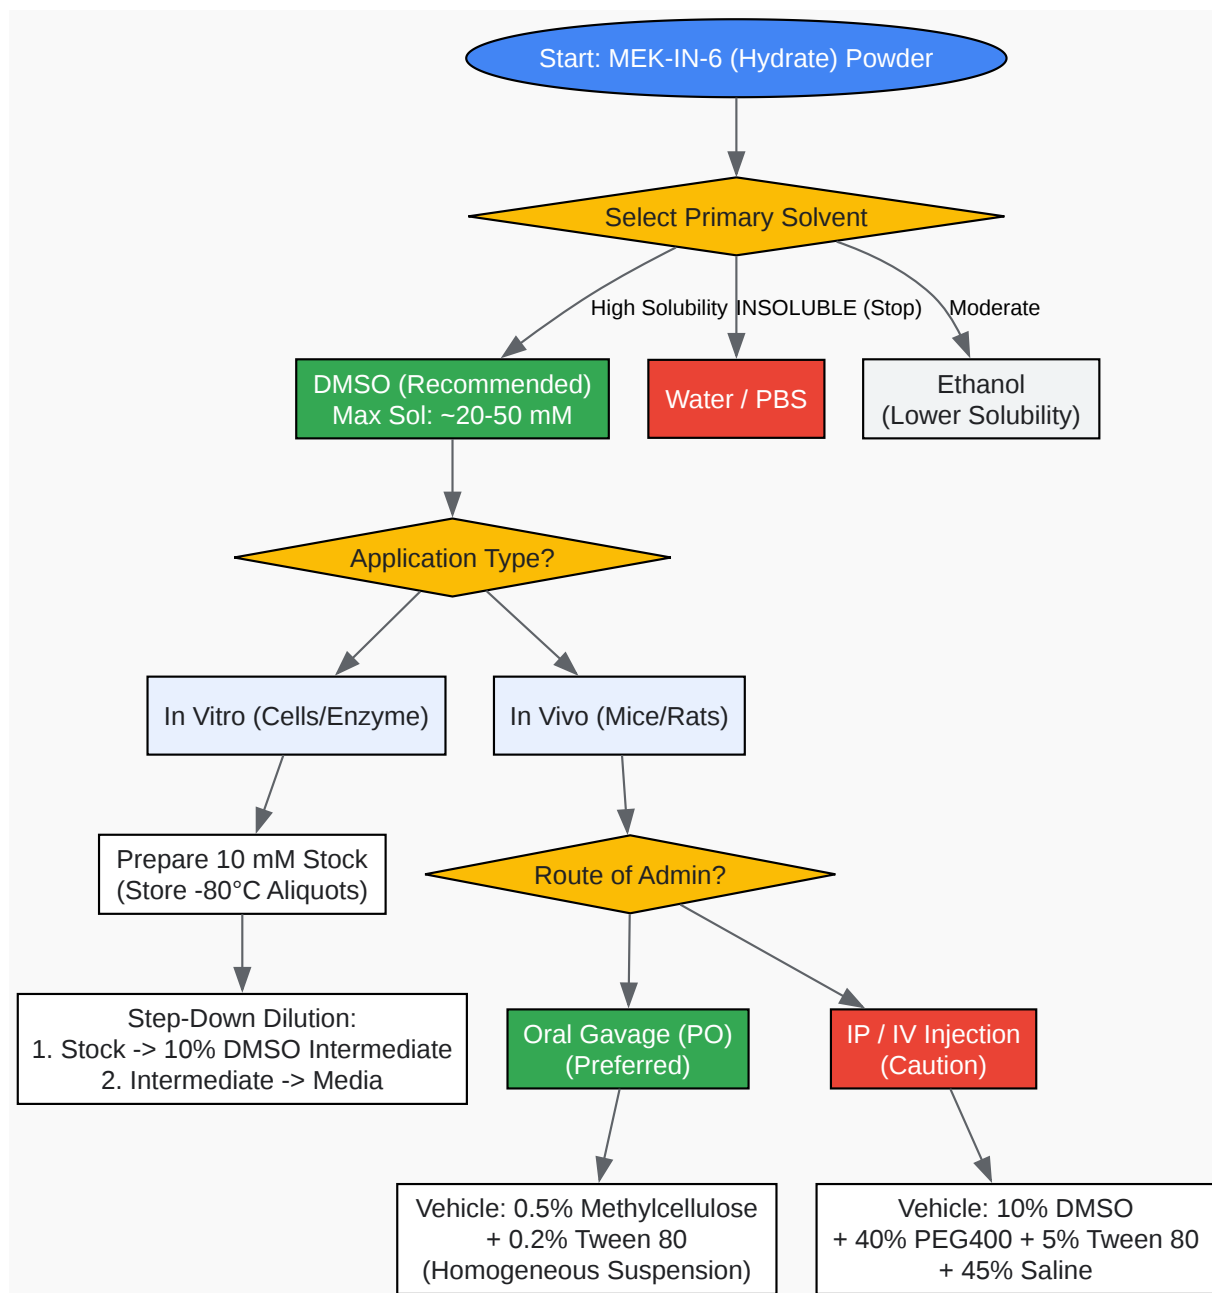 Start: MEK-IN-6 (Hydrate) Powder
Select Primary Solvent
High Solubility
INSOLUBLE (Stop)
Moderate
DMSO (Recommended)
Max Sol: ~20-50 mM
Water / PBS
Ethanol
(Lower Solubility)
Application Type?
In Vitro (Cells/Enzyme)
In Vivo (Mice/Rats)
Prepare 10 mM Stock
(Store -80°C Aliquots)
Route of Admin?
Step-Down Dilution:
1. Stock -> 10% DMSO Intermediate
2. Intermediate -> Media
Oral Gavage (PO)
(Preferred)
IP / IV Injection
(Caution)
Vehicle: 0.5% Methylcellulose
+ 0.2% Tween 80
(Homogeneous Suspension)
Vehicle: 10% DMSO
+ 40% PEG400 + 5% Tween 80
+ 45% Saline